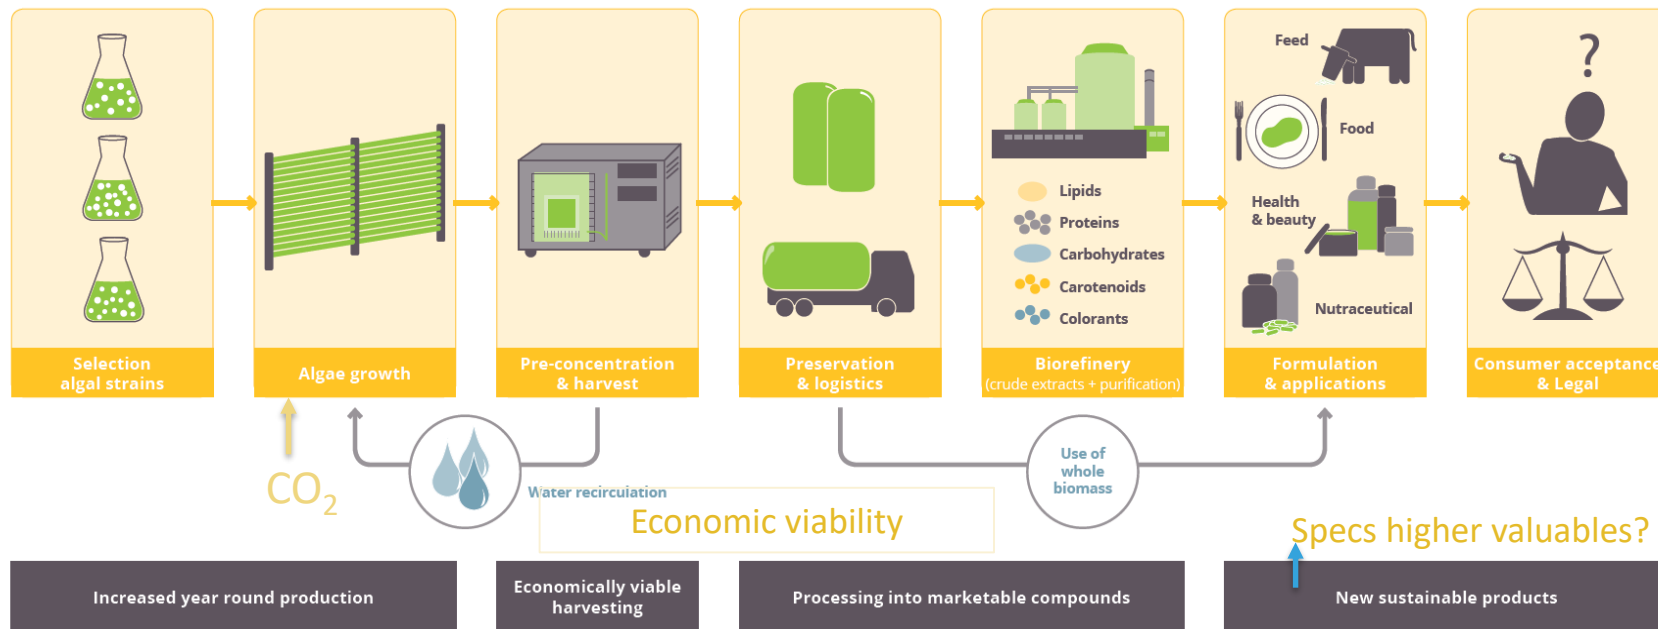 Feed
?
Food
Health
& beauty
Nutraceutical
Lipids
Proteins
Carbohydrates
Carotenoids
Colorants
Selection
algal strains
Algae growth
Pre-concentration
& harvest
Preservation
& logistics
Biorefinery
(crude extracts + purification)
Formulation
& applications
Consumer acceptance
& Legal
CO₂
Water recirculation
Use of
whole
biomass
Economic viability
Specs higher valuables?
Increased year round production
Economically viable
harvesting
Processing into marketable compounds
New sustainable products